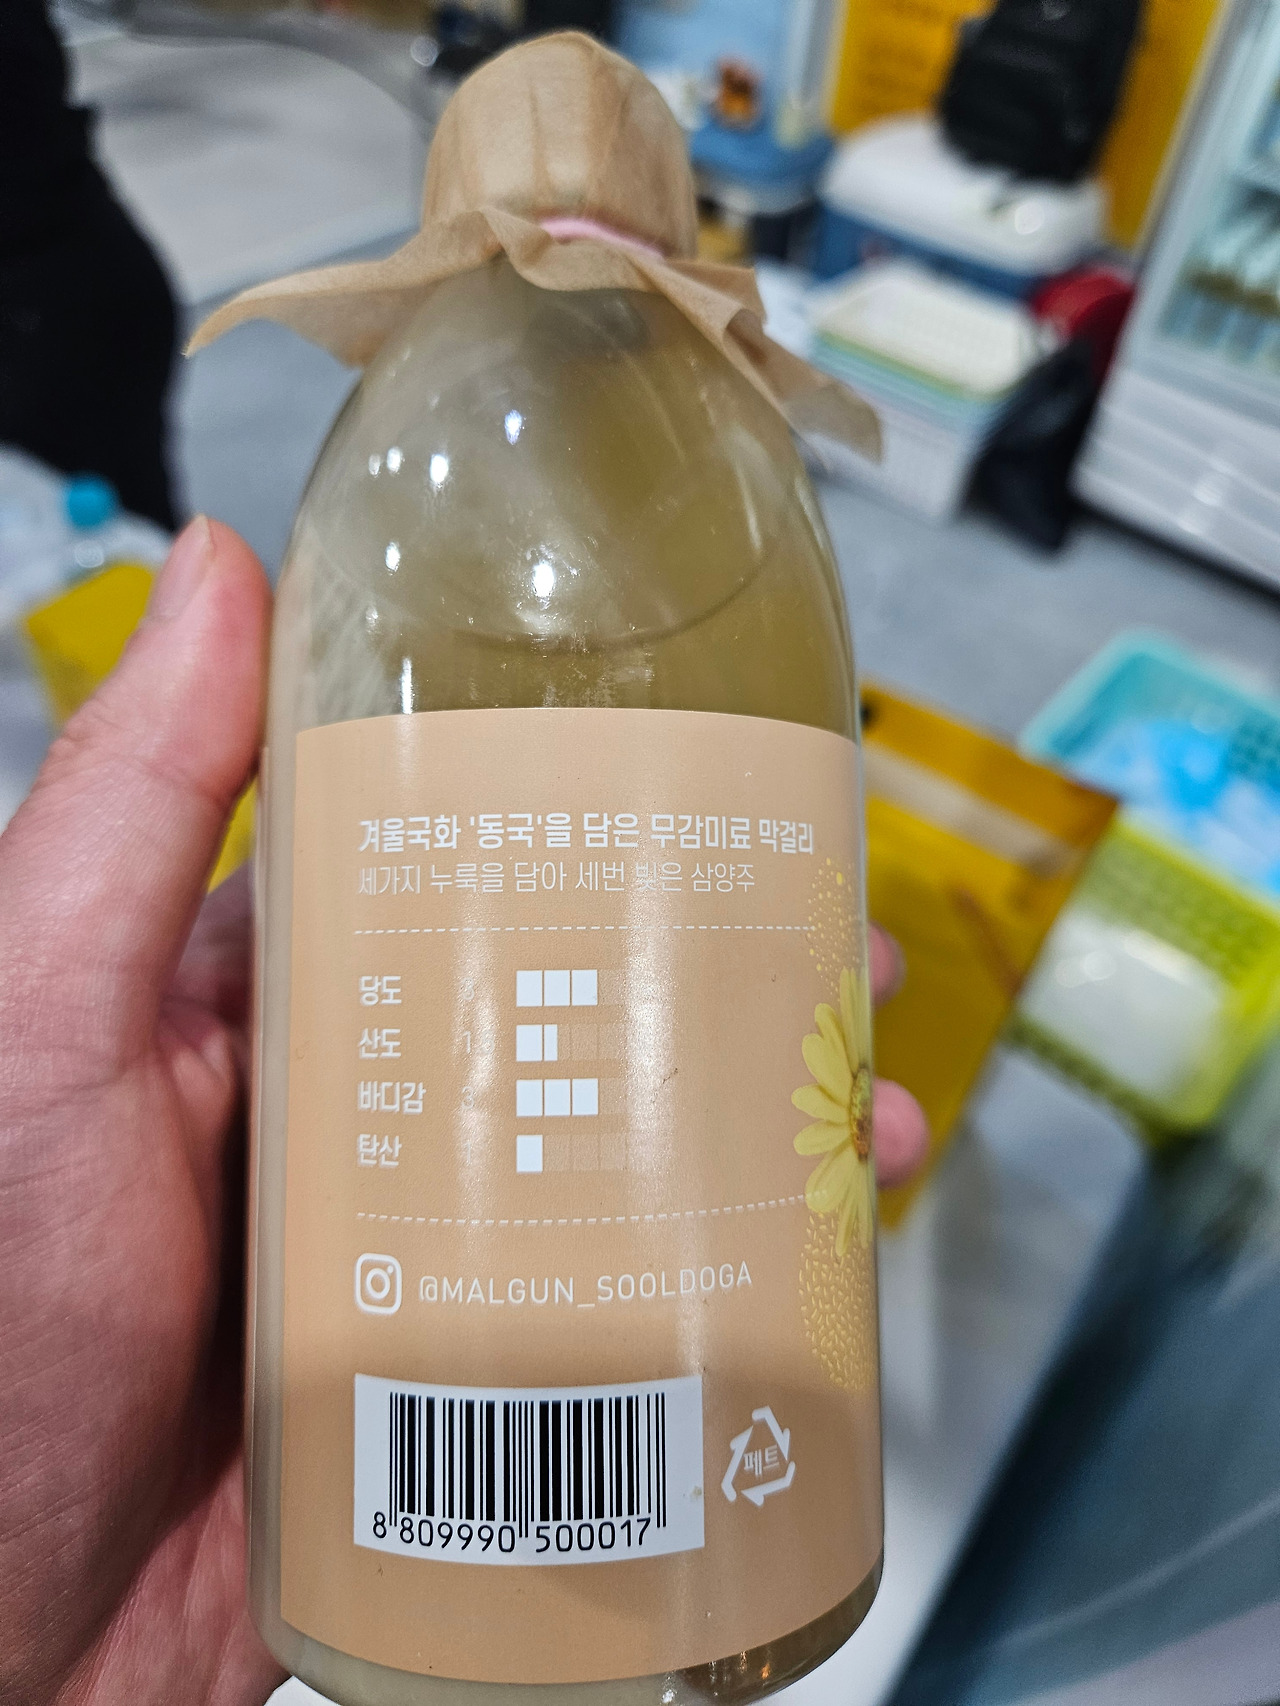 겨울국화 '동국'을 담은 무감미료 막걸리
세가지 누룩을 담아 세번 빚은 삼양주
당도
산도
바디감 3
탄산
@MALGUN_SOOLDOGA
8 809990 500017
페트